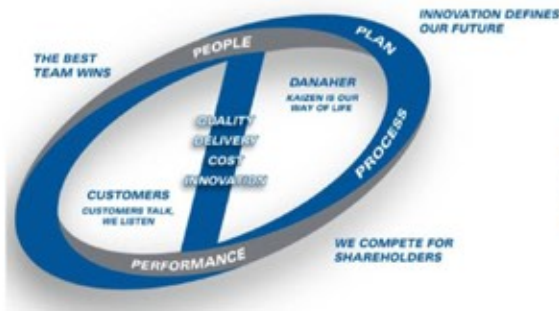 INNOVATION DEFINES
OUR FUTURE
PEOPLE
PLAN
THE BEST
TEAM WINS
DANAHER
KAIZEN IS OUR
WAY OF LIFE
QUALITY
DELIVERY
COST
INNOVATION
PROCESS
CUSTOMERS
CUSTOMERS TALK,
WE LISTEN
WE COMPETE FOR
SHAREHOLDERS
PERFORMANCE